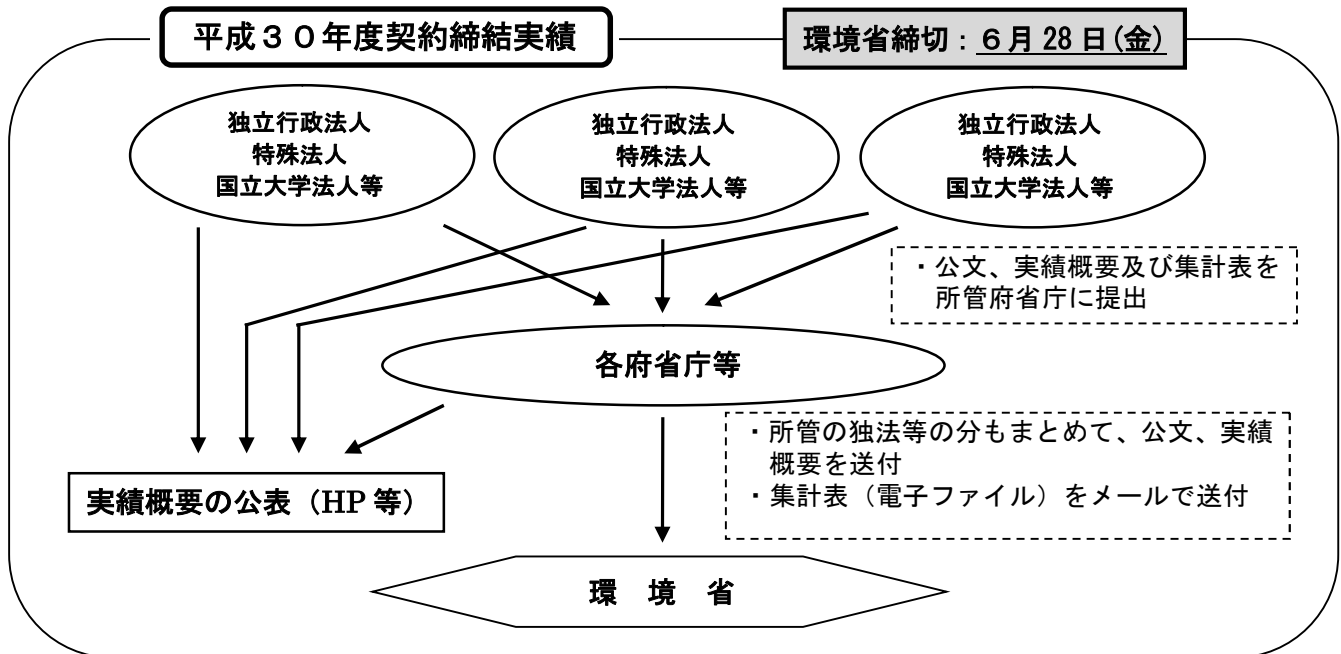 平成３０年度契約締結実績
環境省締切：６月 28 日(金)
独立行政法人
特殊法人
国立大学法人等
独立行政法人
特殊法人
国立大学法人等
独立行政法人
特殊法人
国立大学法人等
・公文、実績概要及び集計表を
所管府省庁に提出
各府省庁等
・所管の独法等の分もまとめて、公文、実績
概要を送付
・集計表（電子ファイル）をメールで送付
実績概要の公表（HP 等）
環　境　省